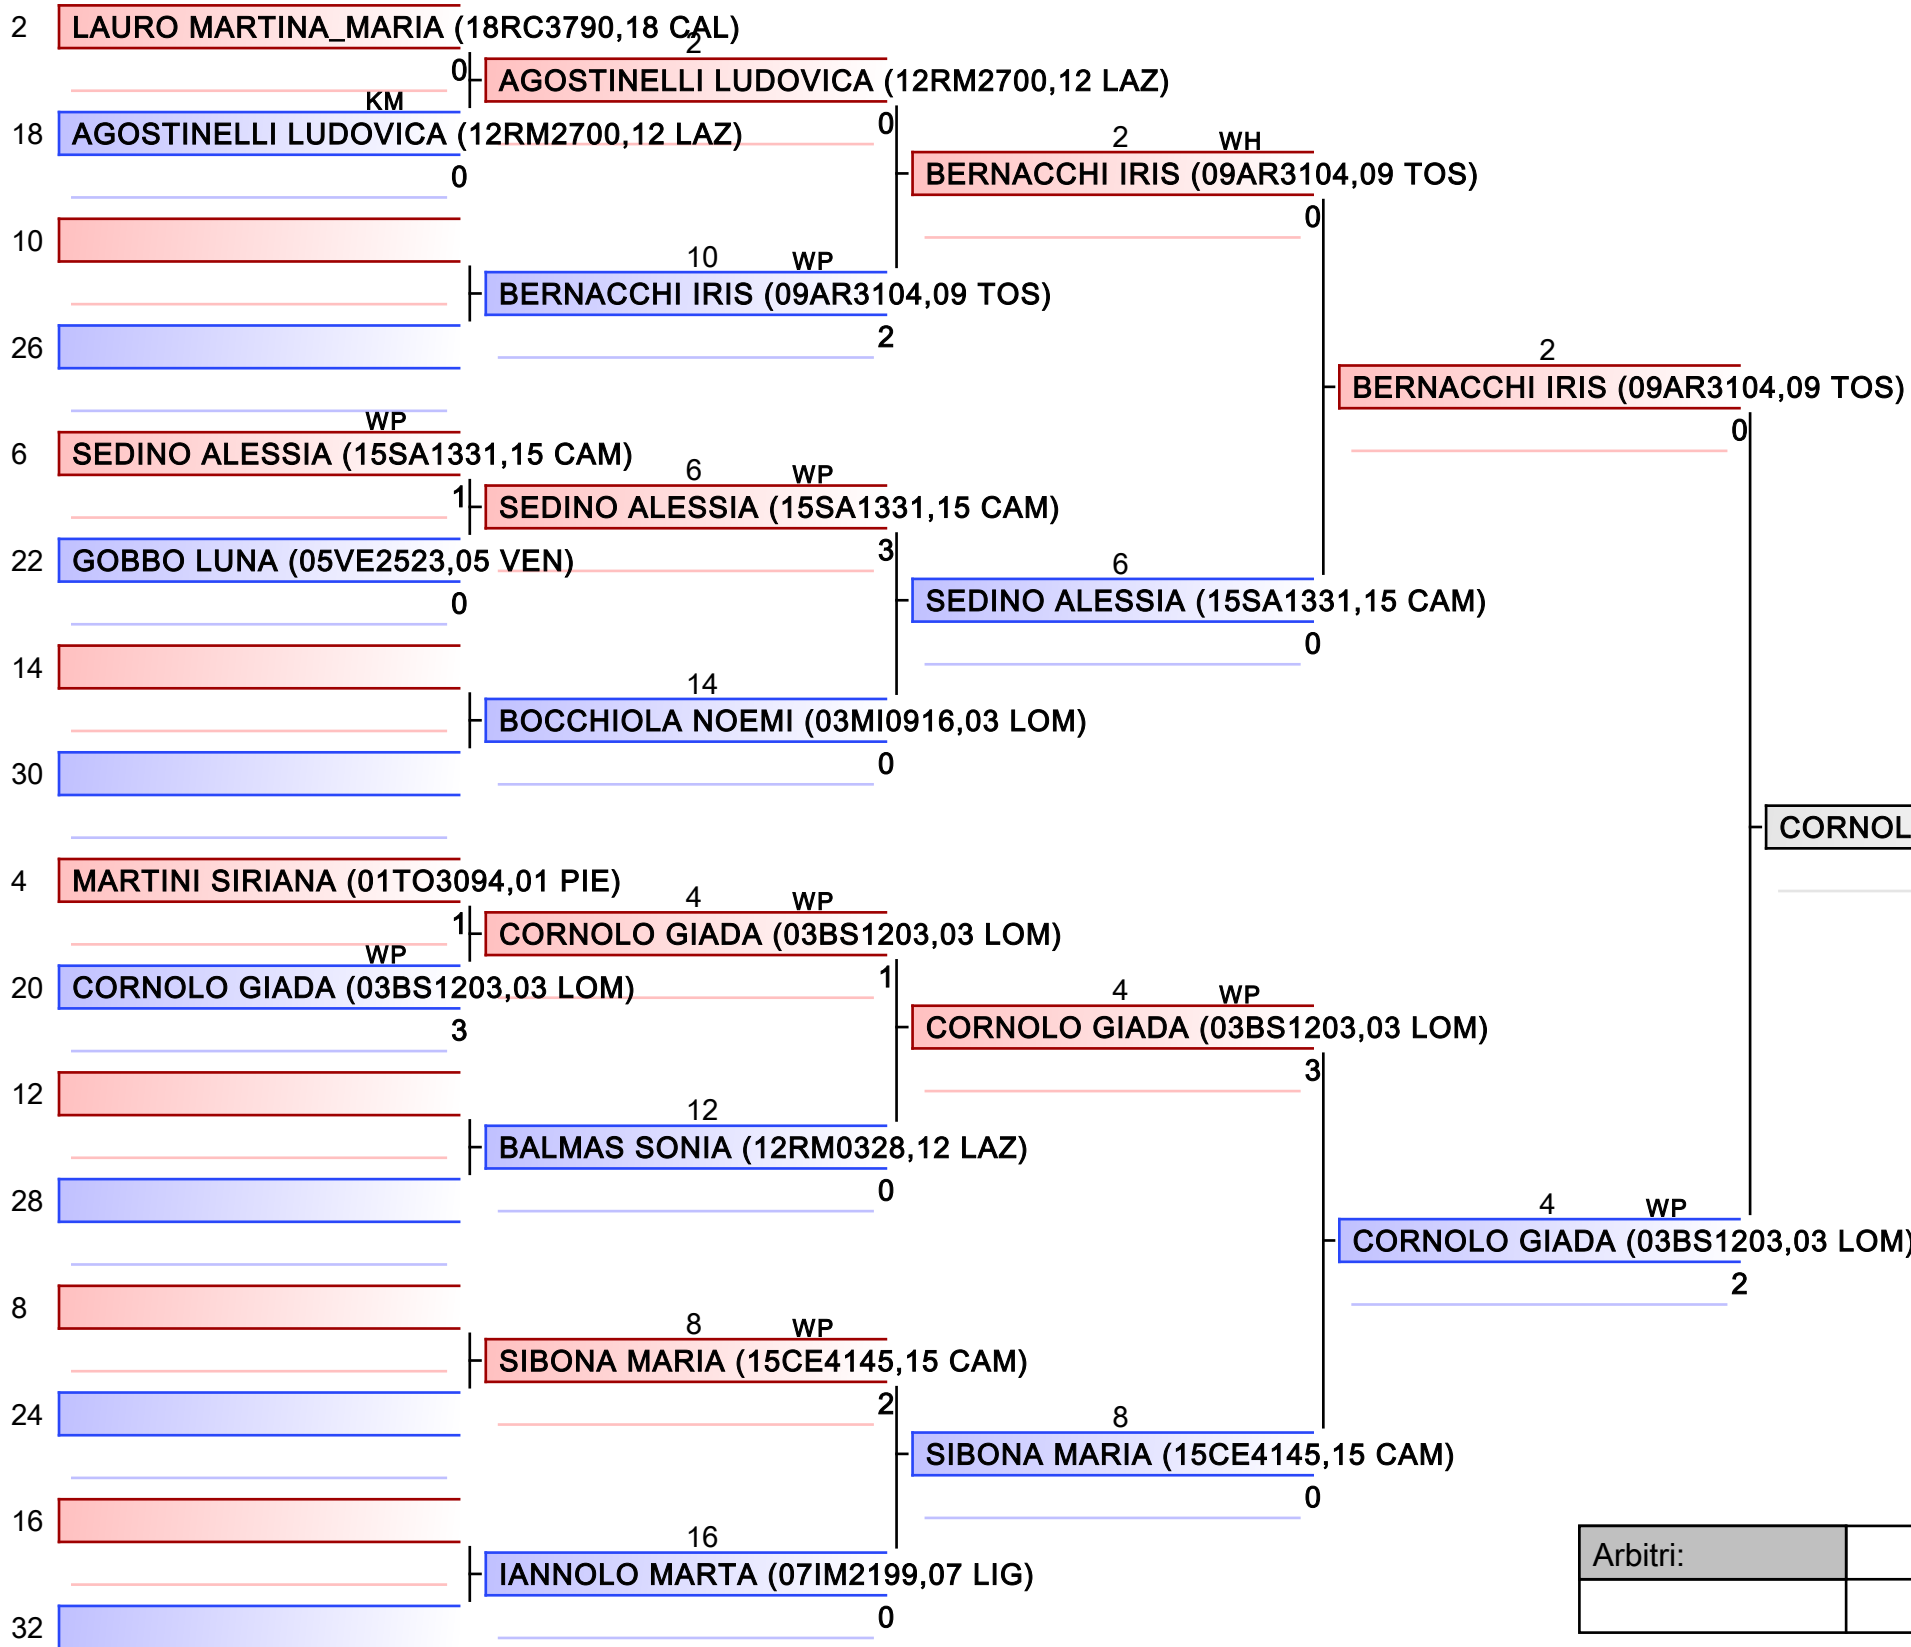 2 LAURO MARTINA_MARIA (18RC3790,18 CAL)
0
2
AGOSTINELLI LUDOVICA (12RM2700,12 LAZ)
0
KM
18 AGOSTINELLI LUDOVICA (12RM2700,12 LAZ)
0
2 WH
BERNACCHI IRIS (09AR3104,09 TOS)
0
10
10 WP
BERNACCHI IRIS (09AR3104,09 TOS)
2
26
2
BERNACCHI IRIS (09AR3104,09 TOS)
0
WP
6 SEDINO ALESSIA (15SA1331,15 CAM)
1
6 WP
SEDINO ALESSIA (15SA1331,15 CAM)
3
22 GOBBO LUNA (05VE2523,05 VEN)
0
6
SEDINO ALESSIA (15SA1331,15 CAM)
0
14
14
BOCCHIOLA NOEMI (03MI0916,03 LOM)
0
30
CORNOL
4 MARTINI SIRIANA (01TO3094,01 PIE)
1
4 WP
CORNOLO GIADA (03BS1203,03 LOM)
1
WP
20 CORNOLO GIADA (03BS1203,03 LOM)
3
4 WP
CORNOLO GIADA (03BS1203,03 LOM)
3
12
12
BALMAS SONIA (12RM0328,12 LAZ)
0
28
4 WP
CORNOLO GIADA (03BS1203,03 LOM)
2
8
8 WP
SIBONA MARIA (15CE4145,15 CAM)
2
24
8
SIBONA MARIA (15CE4145,15 CAM)
0
16
16
IANNOLO MARTA (07IM2199,07 LIG)
0
32
Arbitri: